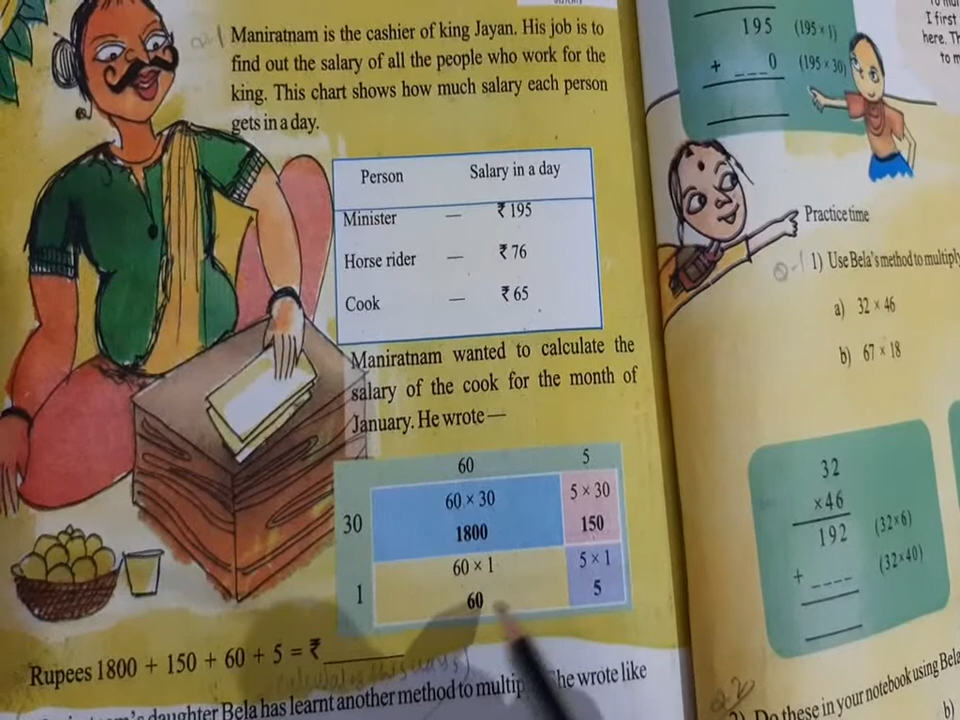 Maniratnam is the cashier of king Jayan. His job is to
find out the salary of all the people who work for the
king. This chart shows how much salary each person
gets in a day.
Person Salary in a day
Minister — ₹ 195
Horse rider — ₹ 76
Cook — ₹ 65
Maniratnam wanted to calculate the
salary of the cook for the month of
January. He wrote—
60 5
30 60 × 30 5 × 30
1800 150
1 60 × 1 5 × 1
60 5
Rupees 1800 + 150 + 60 + 5 = ₹ ______
daughter Bela has learnt another method to
he wrote like
195 (195 × 1)
+ _ _ _ 0 (195 × 30)
I first
here.
to
Practice time
Q-1 1) Use Bela's method to multiply
a) 32 × 46
b) 67 × 18
32
×46
192 (32×6)
+ _ _ _ _ (32×40)
Do these in your notebook using
b)